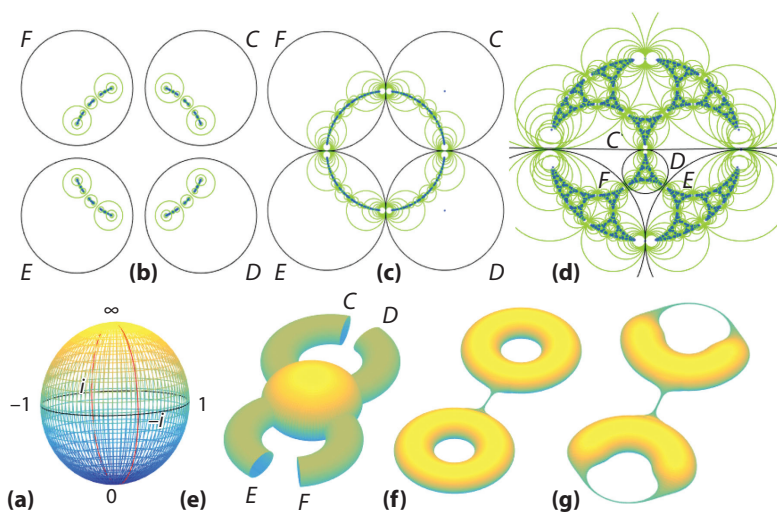 F C F C
C D
F E
E (b) D E (c) D (d)
∞ C D
i
−1 1
−i
(a) 0 (e) E F (f) (g)